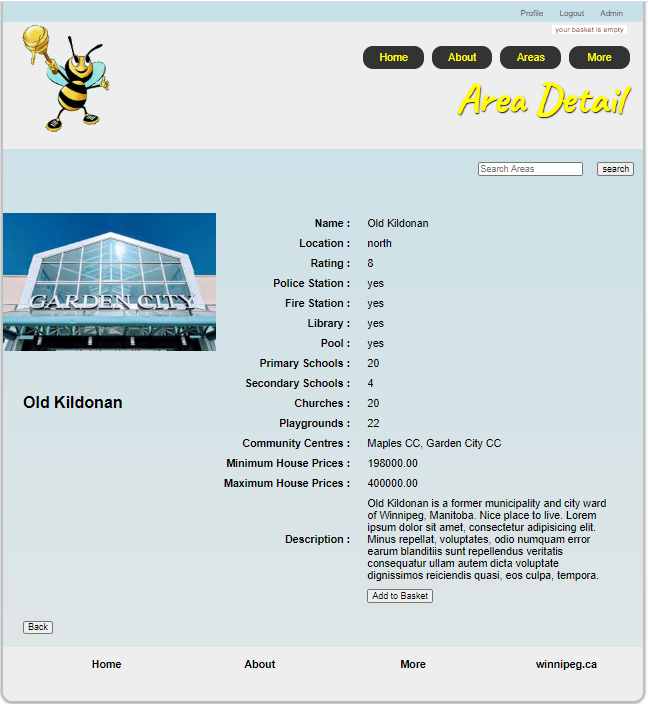 Profile Logout Admin
your basket is empty
Home About Areas More
Area Detail
Search Areas search
GARDEN CITY
Old Kildonan
Name : Old Kildonan
Location : north
Rating : 8
Police Station : yes
Fire Station : yes
Library : yes
Pool : yes
Primary Schools : 20
Secondary Schools : 4
Churches : 20
Playgrounds : 22
Community Centres : Maples CC, Garden City CC
Minimum House Prices : 198000.00
Maximum House Prices : 400000.00
Description :
Old Kildonan is a former municipality and city ward
of Winnipeg, Manitoba. Nice place to live. Lorem
ipsum dolor sit amet, consectetur adipisicing elit.
Minus repellat, voluptates, odio numquam error
earum blanditiis sunt repellendus veritatis
consequatur ullam autem dicta voluptate
dignissimos reiciendis quasi, eos culpa, tempora.
Add to Basket
Back
Home About More winnipeg.ca